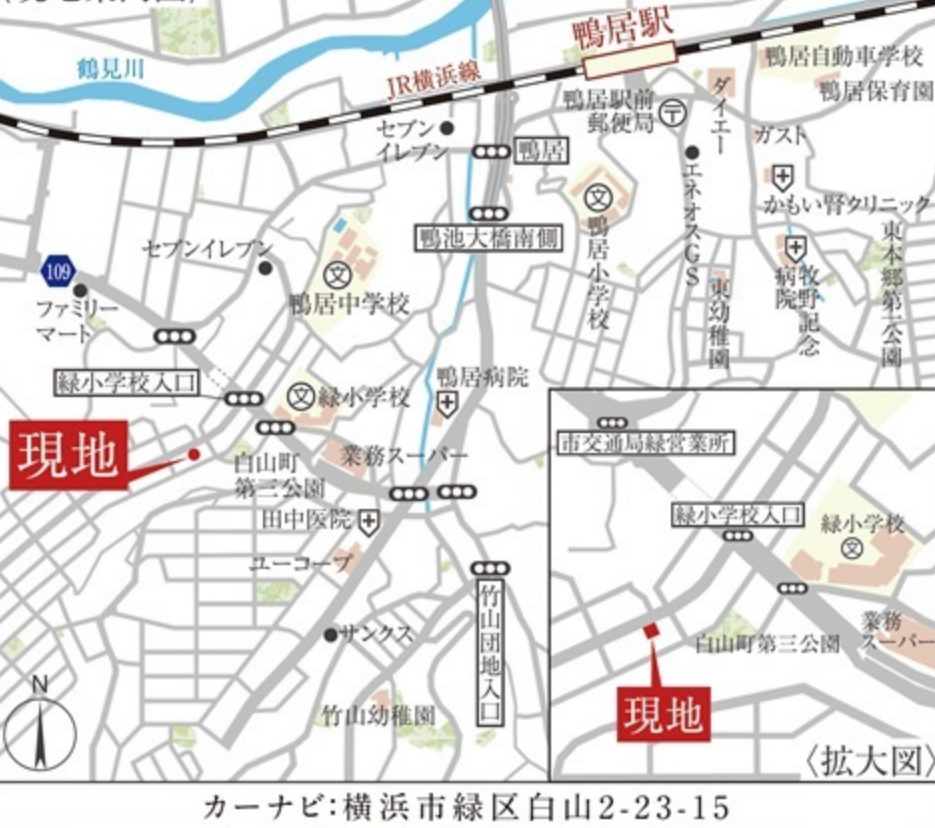 鶴見川
JR横浜線
鴨居駅
鴨居自動車学校
鴨居保育園
鴨居駅前
郵便局
〒
ダイエー
ガスト
セブン
イレブン
鴨居
文
エネオスGS
かもい腎クリニック
鴨池大橋南側
鴨居小学校
東幼稚園
牧野記念
病院
東本郷第一公園
セブンイレブン
109
ファミリー
マート
文
鴨居中学校
緑小学校入口
文
緑小学校
鴨居病院
現地
白山町
第三公園
業務スーパー
田中医院
ユーコープ
竹山団地入口
サンクス
竹山幼稚園
N
市交通局緑営業所
緑小学校入口
緑小学校
文
白山町第三公園
業務
スーパー
現地
〈拡大図〉
カーナビ:横浜市緑区白山2-23-15